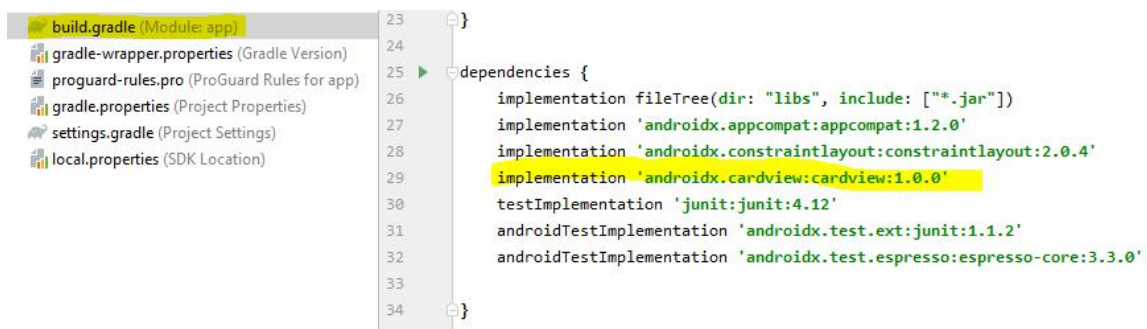 build.gradle (Module: app)
gradle-wrapper.properties (Gradle Version)
proguard-rules.pro (ProGuard Rules for app)
gradle.properties (Project Properties)
settings.gradle (Project Settings)
local.properties (SDK Location)
23 }
24
25 dependencies {
26 implementation fileTree(dir: "libs", include: ["*.jar"])
27 implementation 'androidx.appcompat:appcompat:1.2.0'
28 implementation 'androidx.constraintlayout:constraintlayout:2.0.4'
29 implementation 'androidx.cardview:cardview:1.0.0'
30 testImplementation 'junit:junit:4.12'
31 androidTestImplementation 'androidx.test.ext:junit:1.1.2'
32 androidTestImplementation 'androidx.test.espresso:espresso-core:3.3.0'
33
34 }